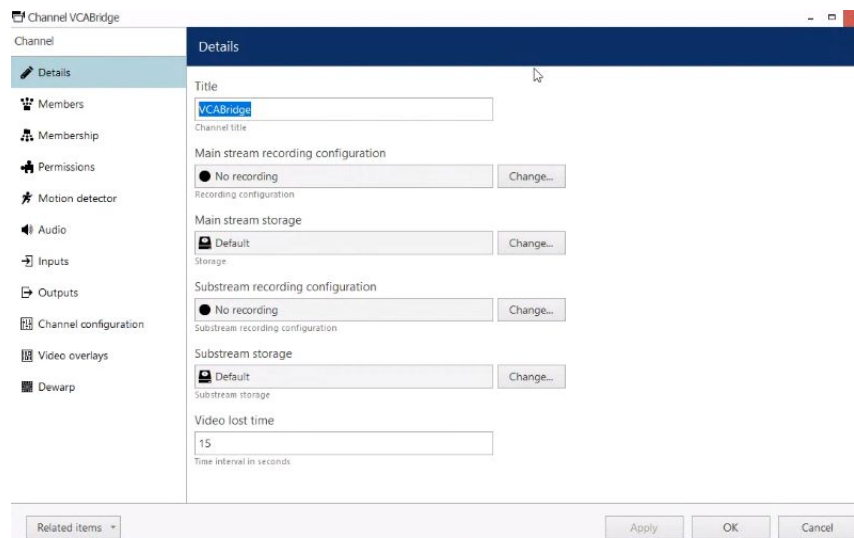 Channel VCABridge
Channel
Details
Members
Membership
Permissions
Motion detector
Audio
Inputs
Outputs
Channel configuration
Video overlays
Dewarp
Details
Title
VCABridge
Channel title
Main stream recording configuration
No recording
Change...
Recording configuration
Main stream storage
Default
Change...
Storage
Substream recording configuration
No recording
Change...
Substream recording configuration
Substream storage
Default
Change...
Substream storage
Video lost time
15
Time interval in seconds
Related items
Apply
OK
Cancel